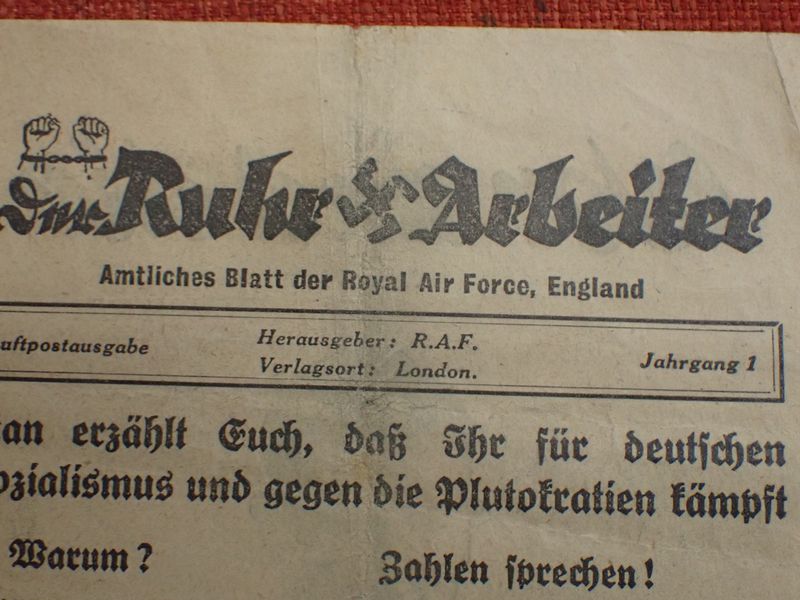 Der Ruhr Arbeiter
Amtliches Blatt der Royal Air Force, England
uftpostausgabe
Herausgeber: R.A.F.
Verlagsort: London.
Jahrgang 1
an erzählt Euch, daß Ihr für deutschen
ozialismus und gegen die Plutokratien kämpft
Warum?
Zahlen sprechen!